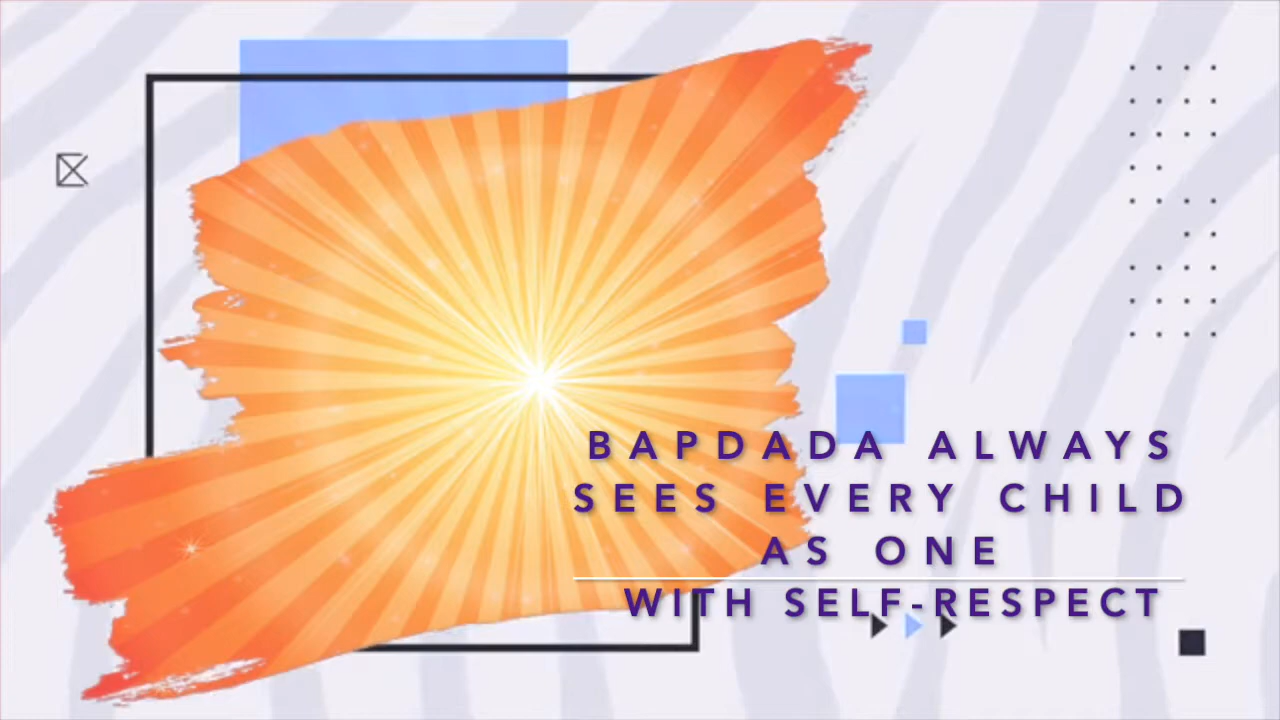 BAPDADA ALWAYS
SEES EVERY CHILD
AS ONE
WITH SELF-RESPECT